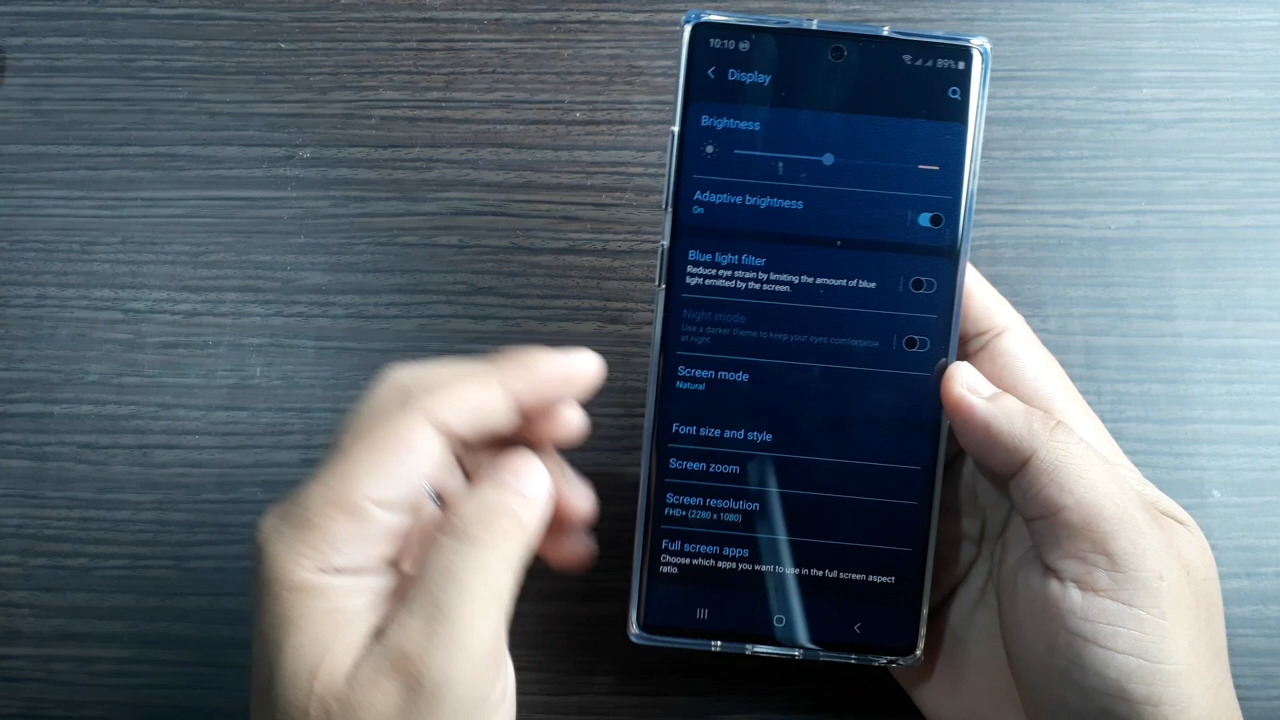 10:10
89%
Display
Brightness
Adaptive brightness
On
Blue light filter
Reduce eye strain by limiting the amount of blue
light emitted by the screen.
Night mode
Use a darker theme to keep your eyes comfortable
at night.
Screen mode
Natural
Font size and style
Screen zoom
Screen resolution
FHD+ (2280 x 1080)
Full screen apps
Choose which apps you want to use in the full screen aspect
ratio.